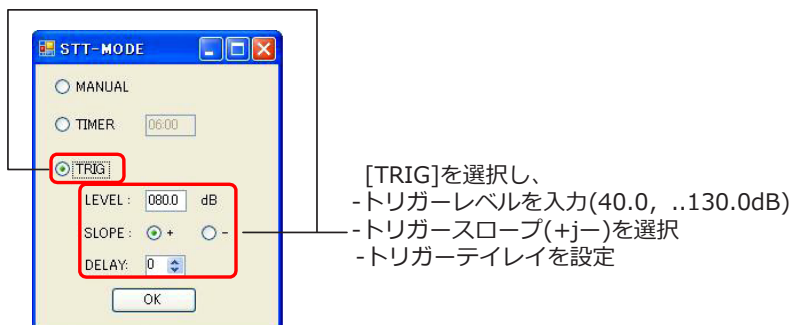 STT-MODE
MANUAL
TIMER 06:00
TRIG
LEVEL : 080.0 dB
SLOPE : + -
DELAY: 0
OK
[TRIG]を選択し、
-トリガーレベルを入力(40.0, ..130.0dB)
-トリガースロープ(+jー)を選択
-トリガーテイレイを設定